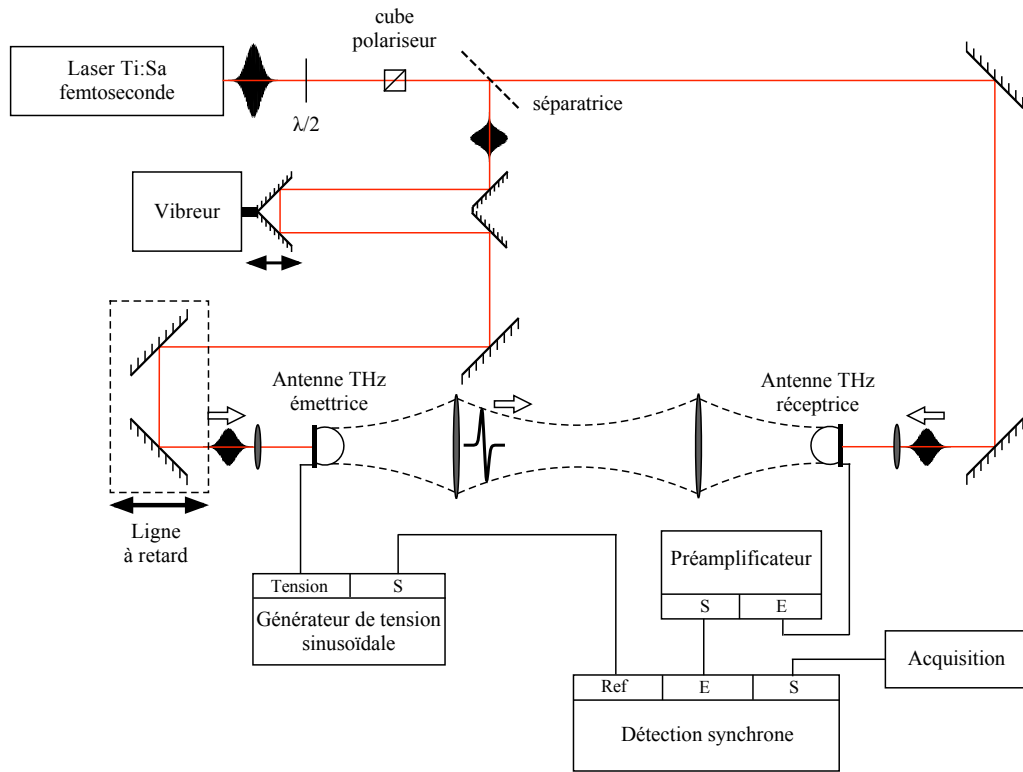 cube
polariseur
Laser Ti:Sa
femtoseconde
λ/2
séparatrice
Vibreur
Antenne THz
émettrice
Antenne THz
réceptrice
Ligne
à retard
Tension
S
Générateur de tension
sinusoïdale
Préamplificateur
S
E
Acquisition
Ref
E
S
Détection synchrone